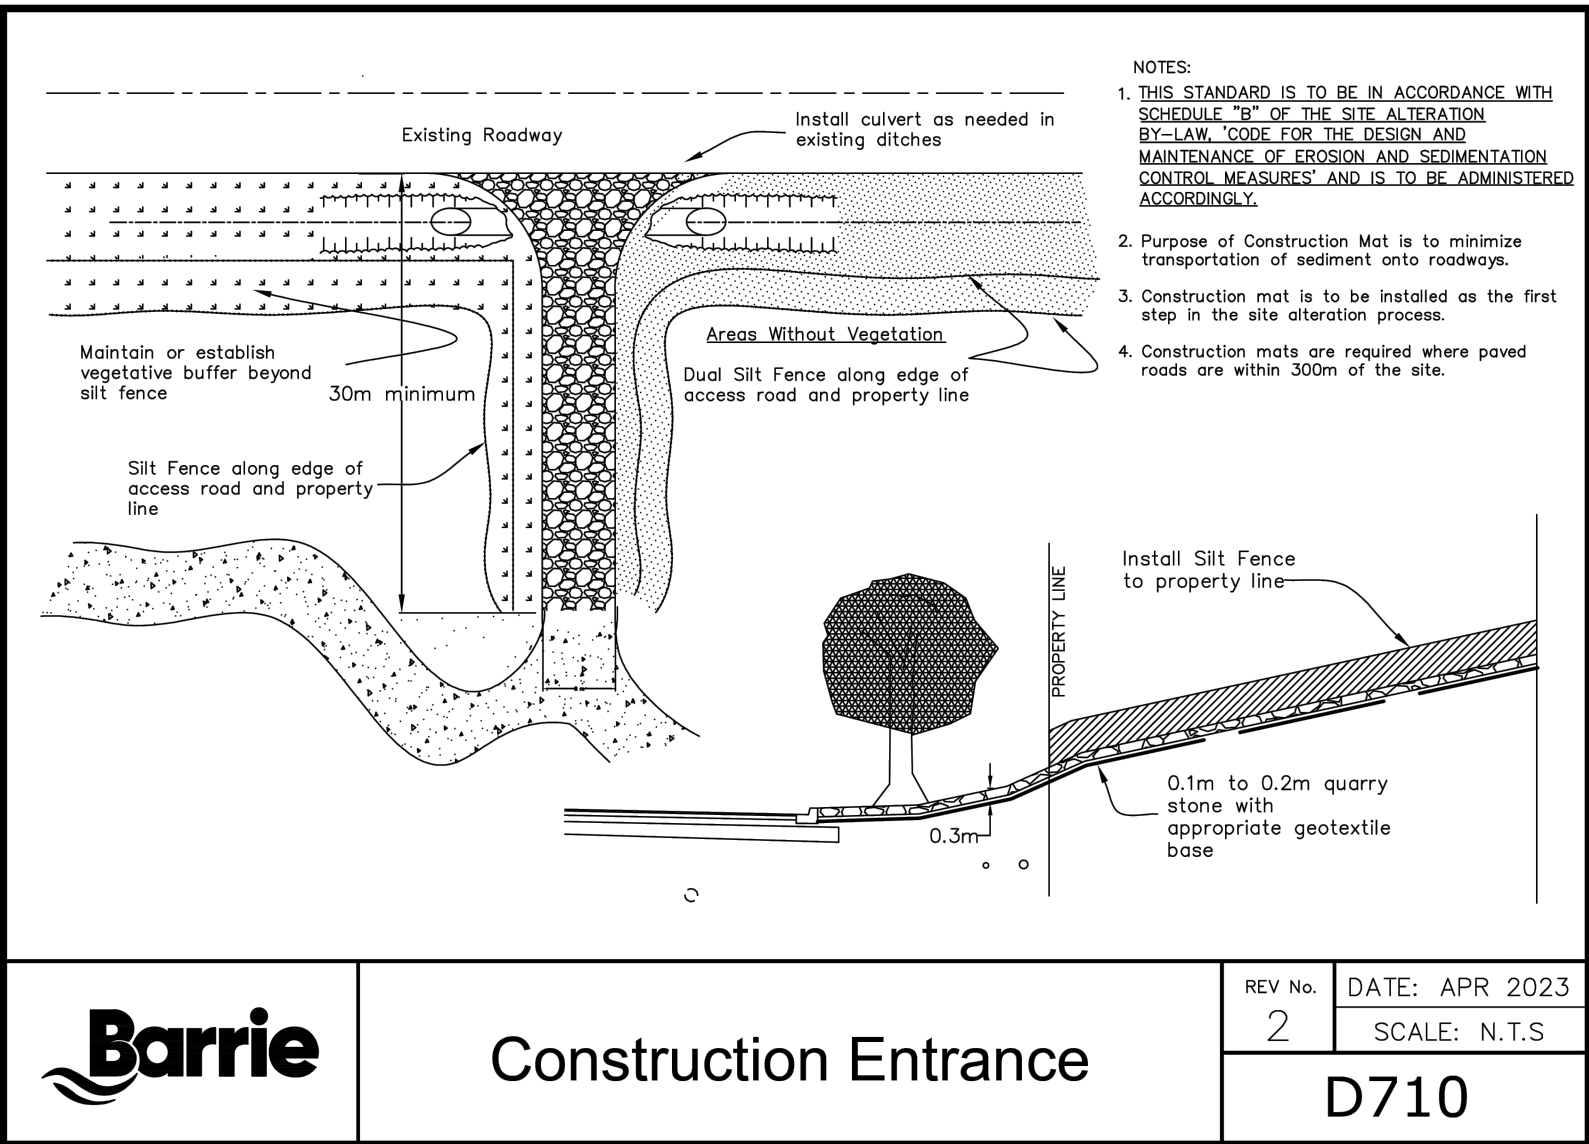 NOTES:
1. THIS STANDARD IS TO BE IN ACCORDANCE WITH
SCHEDULE "B" OF THE SITE ALTERATION
BY-LAW, 'CODE FOR THE DESIGN AND
MAINTENANCE OF EROSION AND SEDIMENTATION
CONTROL MEASURES' AND IS TO BE ADMINISTERED
ACCORDINGLY.
2. Purpose of Construction Mat is to minimize
transportation of sediment onto roadways.
3. Construction mat is to be installed as the first
step in the site alteration process.
4. Construction mats are required where paved
roads are within 300m of the site.
Existing Roadway
Install culvert as needed in
existing ditches
Areas Without Vegetation
Dual Silt Fence along edge of
access road and property line
Maintain or establish
vegetative buffer beyond
silt fence
30m minimum
Silt Fence along edge of
access road and property
line
PROPERTY LINE
Install Silt Fence
to property line
0.1m to 0.2m quarry
stone with
appropriate geotextile
base
0.3m
Barrie
Construction Entrance
REV No.
2
DATE: APR 2023
SCALE: N.T.S
D710